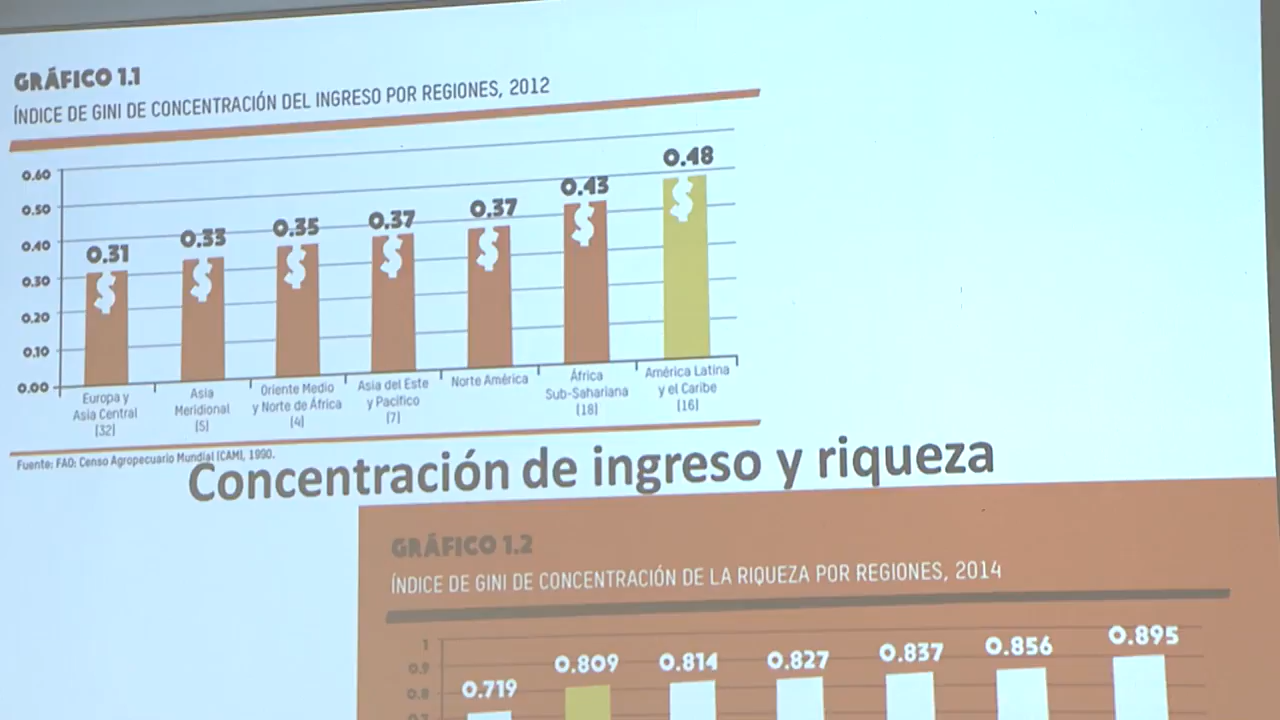 GRÁFICO 1.1
ÍNDICE DE GINI DE CONCENTRACIÓN DEL INGRESO POR REGIONES, 2012
0.60
0.50
0.40
0.30
0.20
0.10
0.00
0.31
0.33
0.35
0.37
0.37
0.43
0.48
$ $ $ $ $ $ $
Europa y
Asia Central
(32)
Asia
Meridional
(5)
Oriente Medio
y Norte de África
(4)
Asia del Este
y Pacifico
(7)
Norte América
África
Sub-Sahariana
(18)
América Latina
y el Caribe
(16)
Fuente: FAO: Censo Agropecuario Mundial (CAM), 1990.
Concentración de ingreso y riqueza
GRÁFICO 1.2
ÍNDICE DE GINI DE CONCENTRACIÓN DE LA RIQUEZA POR REGIONES, 2014
1
0.9
0.8
0.719
0.809
0.814
0.827
0.837
0.856
0.895